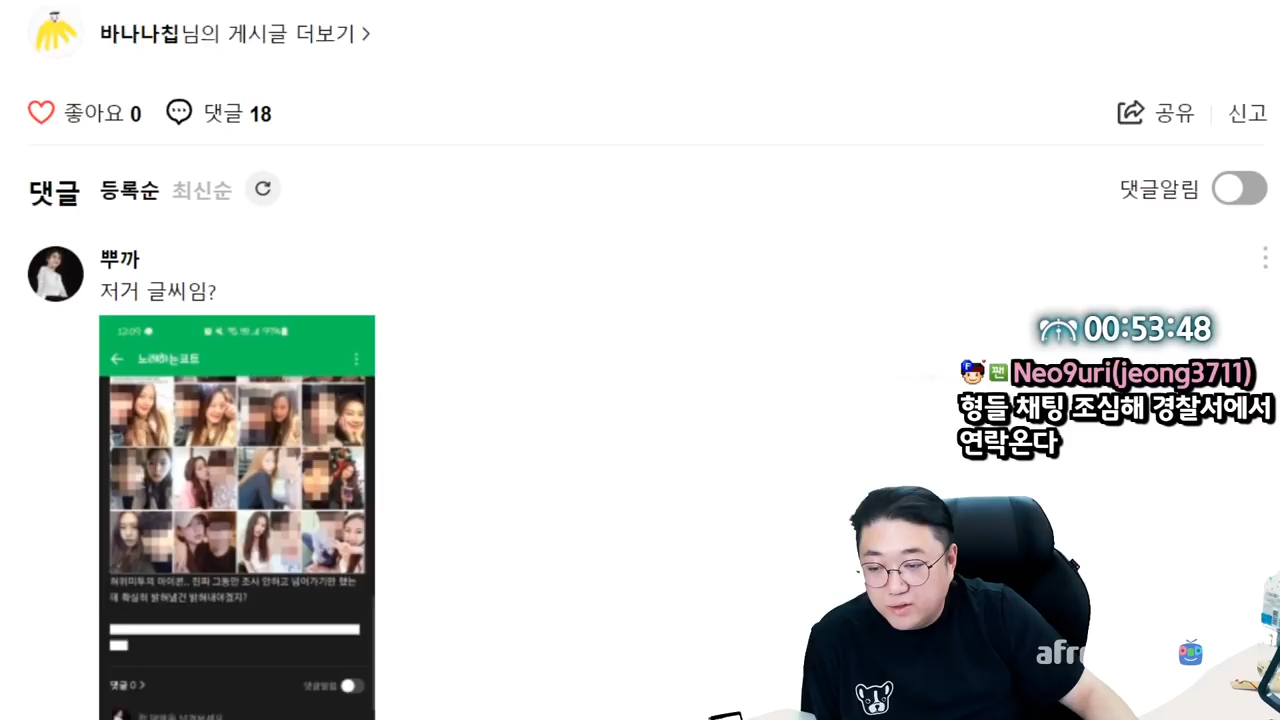 바나나칩님의 게시글 더보기 >
좋아요 0 댓글 18
공유 신고
댓글 등록순 최신순
댓글알림
뿌까
저거 글씨임?
12:09
노래하는코트
허위미투의 마이콘.. 진짜 그동안 조사 안하고 넘어가기만 했는
데 확실히 밝혀낼건 밝혀내야겠지?
댓글 0 >
댓글알림
00:53:48
F 짼 Neo9uri(jeong3711)
형들 채팅 조심해 경찰서에서
연락온다
afre